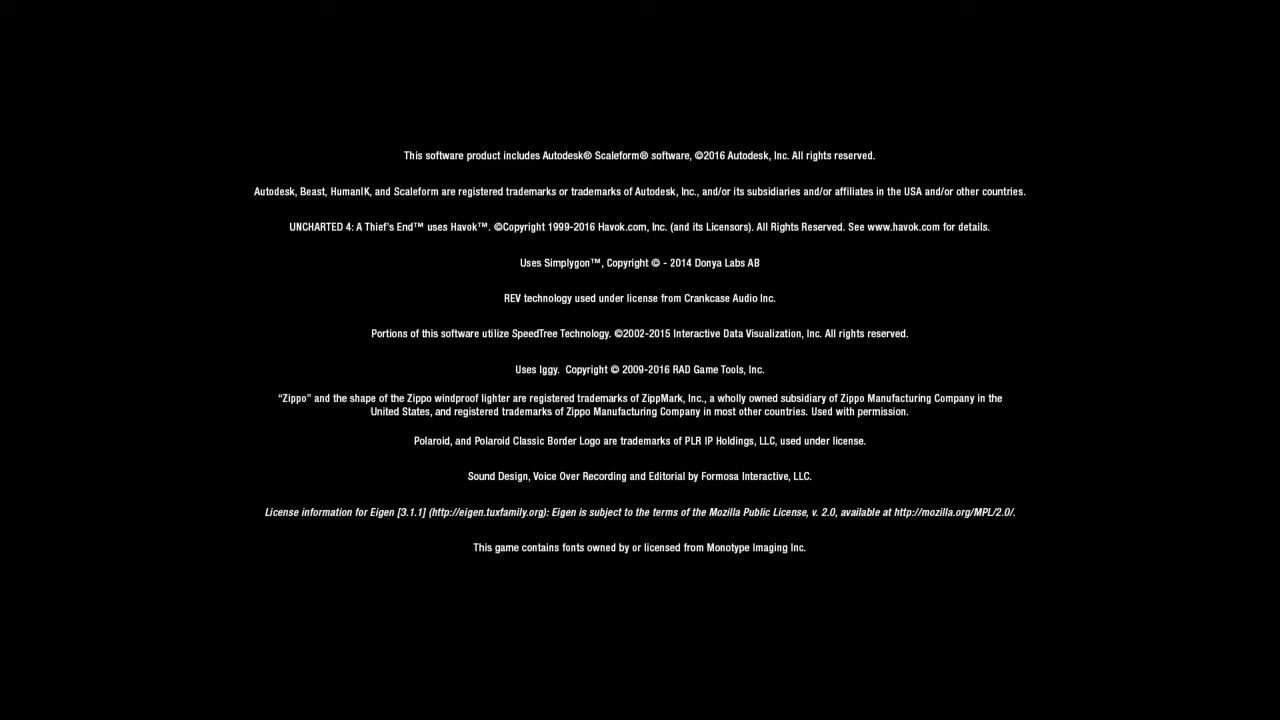 This software product includes Autodesk® Scaleform® software, ©2016 Autodesk, Inc. All rights reserved.
Autodesk, Beast, HumanIK, and Scaleform are registered trademarks or trademarks of Autodesk, Inc., and/or its subsidiaries and/or affiliates in the USA and/or other countries.
UNCHARTED 4: A Thief's End™ uses Havok™. ©Copyright 1999-2016 Havok.com, Inc. (and its Licensors). All Rights Reserved. See www.havok.com for details.
Uses Simplygon™, Copyright © - 2014 Donya Labs AB
REV technology used under license from Crankcase Audio Inc.
Portions of this software utilize SpeedTree Technology. ©2002-2015 Interactive Data Visualization, Inc. All rights reserved.
Uses Iggy.  Copyright © 2009-2016 RAD Game Tools, Inc.
“Zippo” and the shape of the Zippo windproof lighter are registered trademarks of ZippMark, Inc., a wholly owned subsidiary of Zippo Manufacturing Company in the
United States, and registered trademarks of Zippo Manufacturing Company in most other countries. Used with permission.
Polaroid, and Polaroid Classic Border Logo are trademarks of PLR IP Holdings, LLC, used under license.
Sound Design, Voice Over Recording and Editorial by Formosa Interactive, LLC.
License information for Eigen [3.1.1] (http://eigen.tuxfamily.org): Eigen is subject to the terms of the Mozilla Public License, v. 2.0, available at http://mozilla.org/MPL/2.0/.
This game contains fonts owned by or licensed from Monotype Imaging Inc.